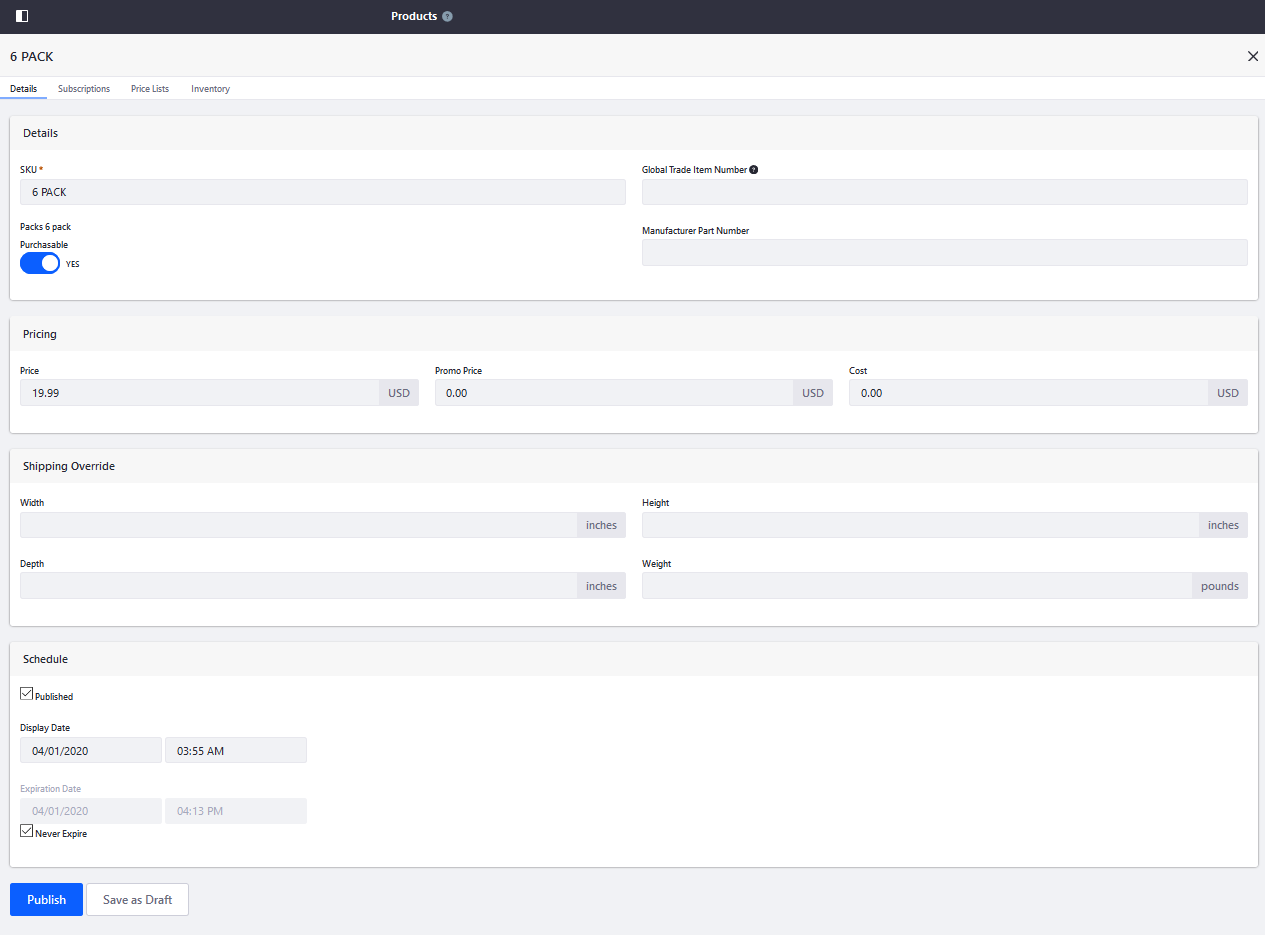 Products ?
6 PACK
Details Subscriptions Price Lists Inventory
Details
SKU * Global Trade Item Number ?
6 PACK
Packs 6 pack
Manufacturer Part Number
Purchasable
YES
Pricing
Price Promo Price Cost
19.99 USD 0.00 USD 0.00 USD
Shipping Override
Width Height
inches inches
Depth Weight
inches pounds
Schedule
Published
Display Date
04/01/2020 03:55 AM
Expiration Date
04/01/2020 04:13 PM
Never Expire
Publish Save as Draft